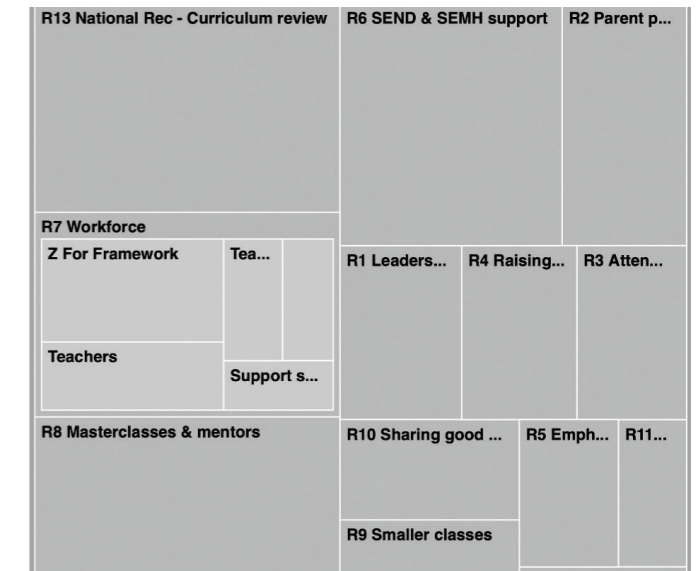 R13 National Rec - Curriculum review
R6 SEND & SEMH support
R2 Parent p...
R7 Workforce
Z For Framework
Tea...
Teachers
Support s...
R1 Leaders...
R4 Raising...
R3 Atten...
R8 Masterclasses & mentors
R10 Sharing good ...
R5 Emph...
R11...
R9 Smaller classes